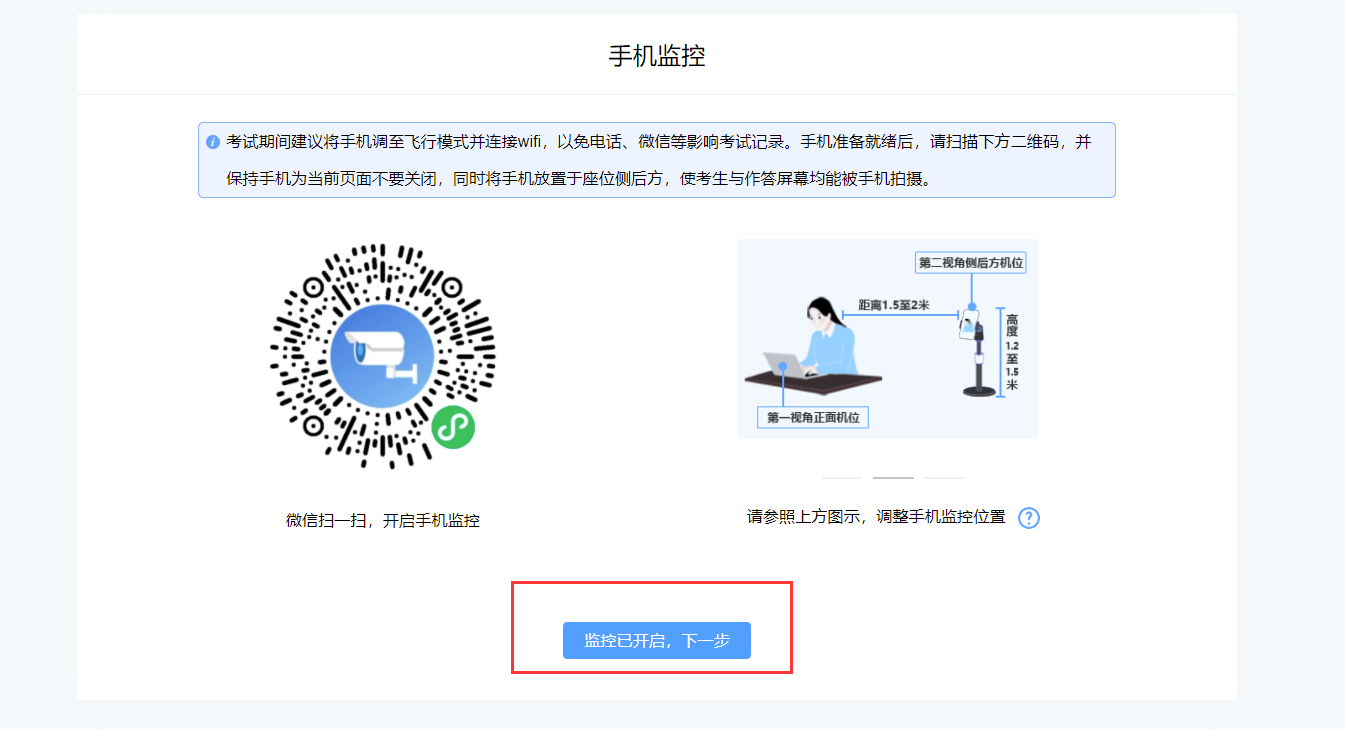 手机监控
考试期间建议将手机调至飞行模式并连接wifi，以免电话、微信等影响考试记录。手机准备就绪后，请扫描下方二维码，并
保持手机为当前页面不要关闭，同时将手机放置于座位侧后方，使考生与作答屏幕均能被手机拍摄。
第二视角侧后方机位
距离1.5至2米
高度1.2至1.5米
第一视角正面机位
微信扫一扫，开启手机监控
请参照上方图示，调整手机监控位置
监控已开启，下一步